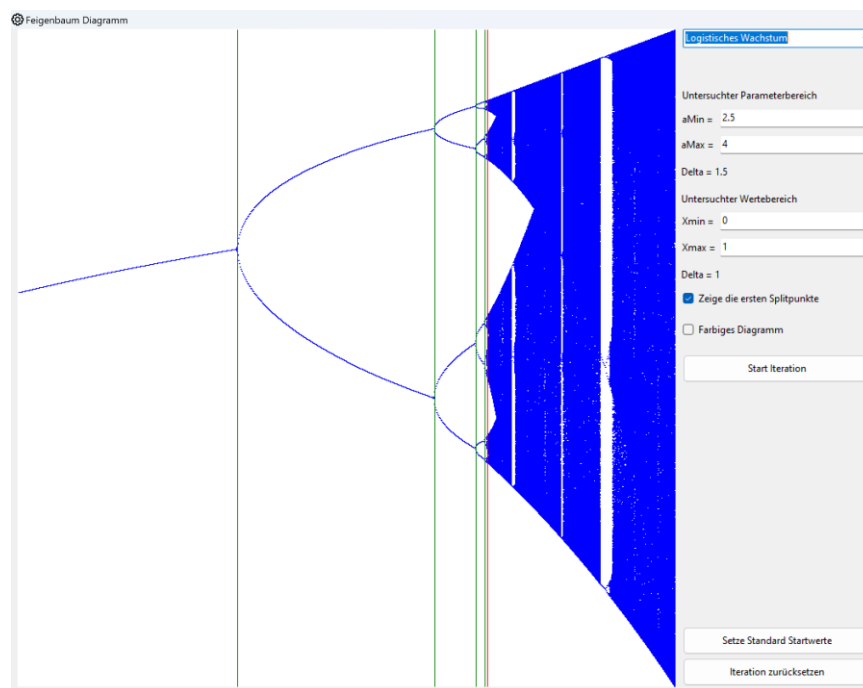 Feigenbaum Diagramm
Logistisches Wachstum
Untersuchter Parameterbereich
aMin = 2.5
aMax = 4
Delta = 1.5
Untersuchter Wertebereich
Xmin = 0
Xmax = 1
Delta = 1
Zeige die ersten Splitpunkte
Farbiges Diagramm
Start Iteration
Setze Standard Startwerte
Iteration zurücksetzen